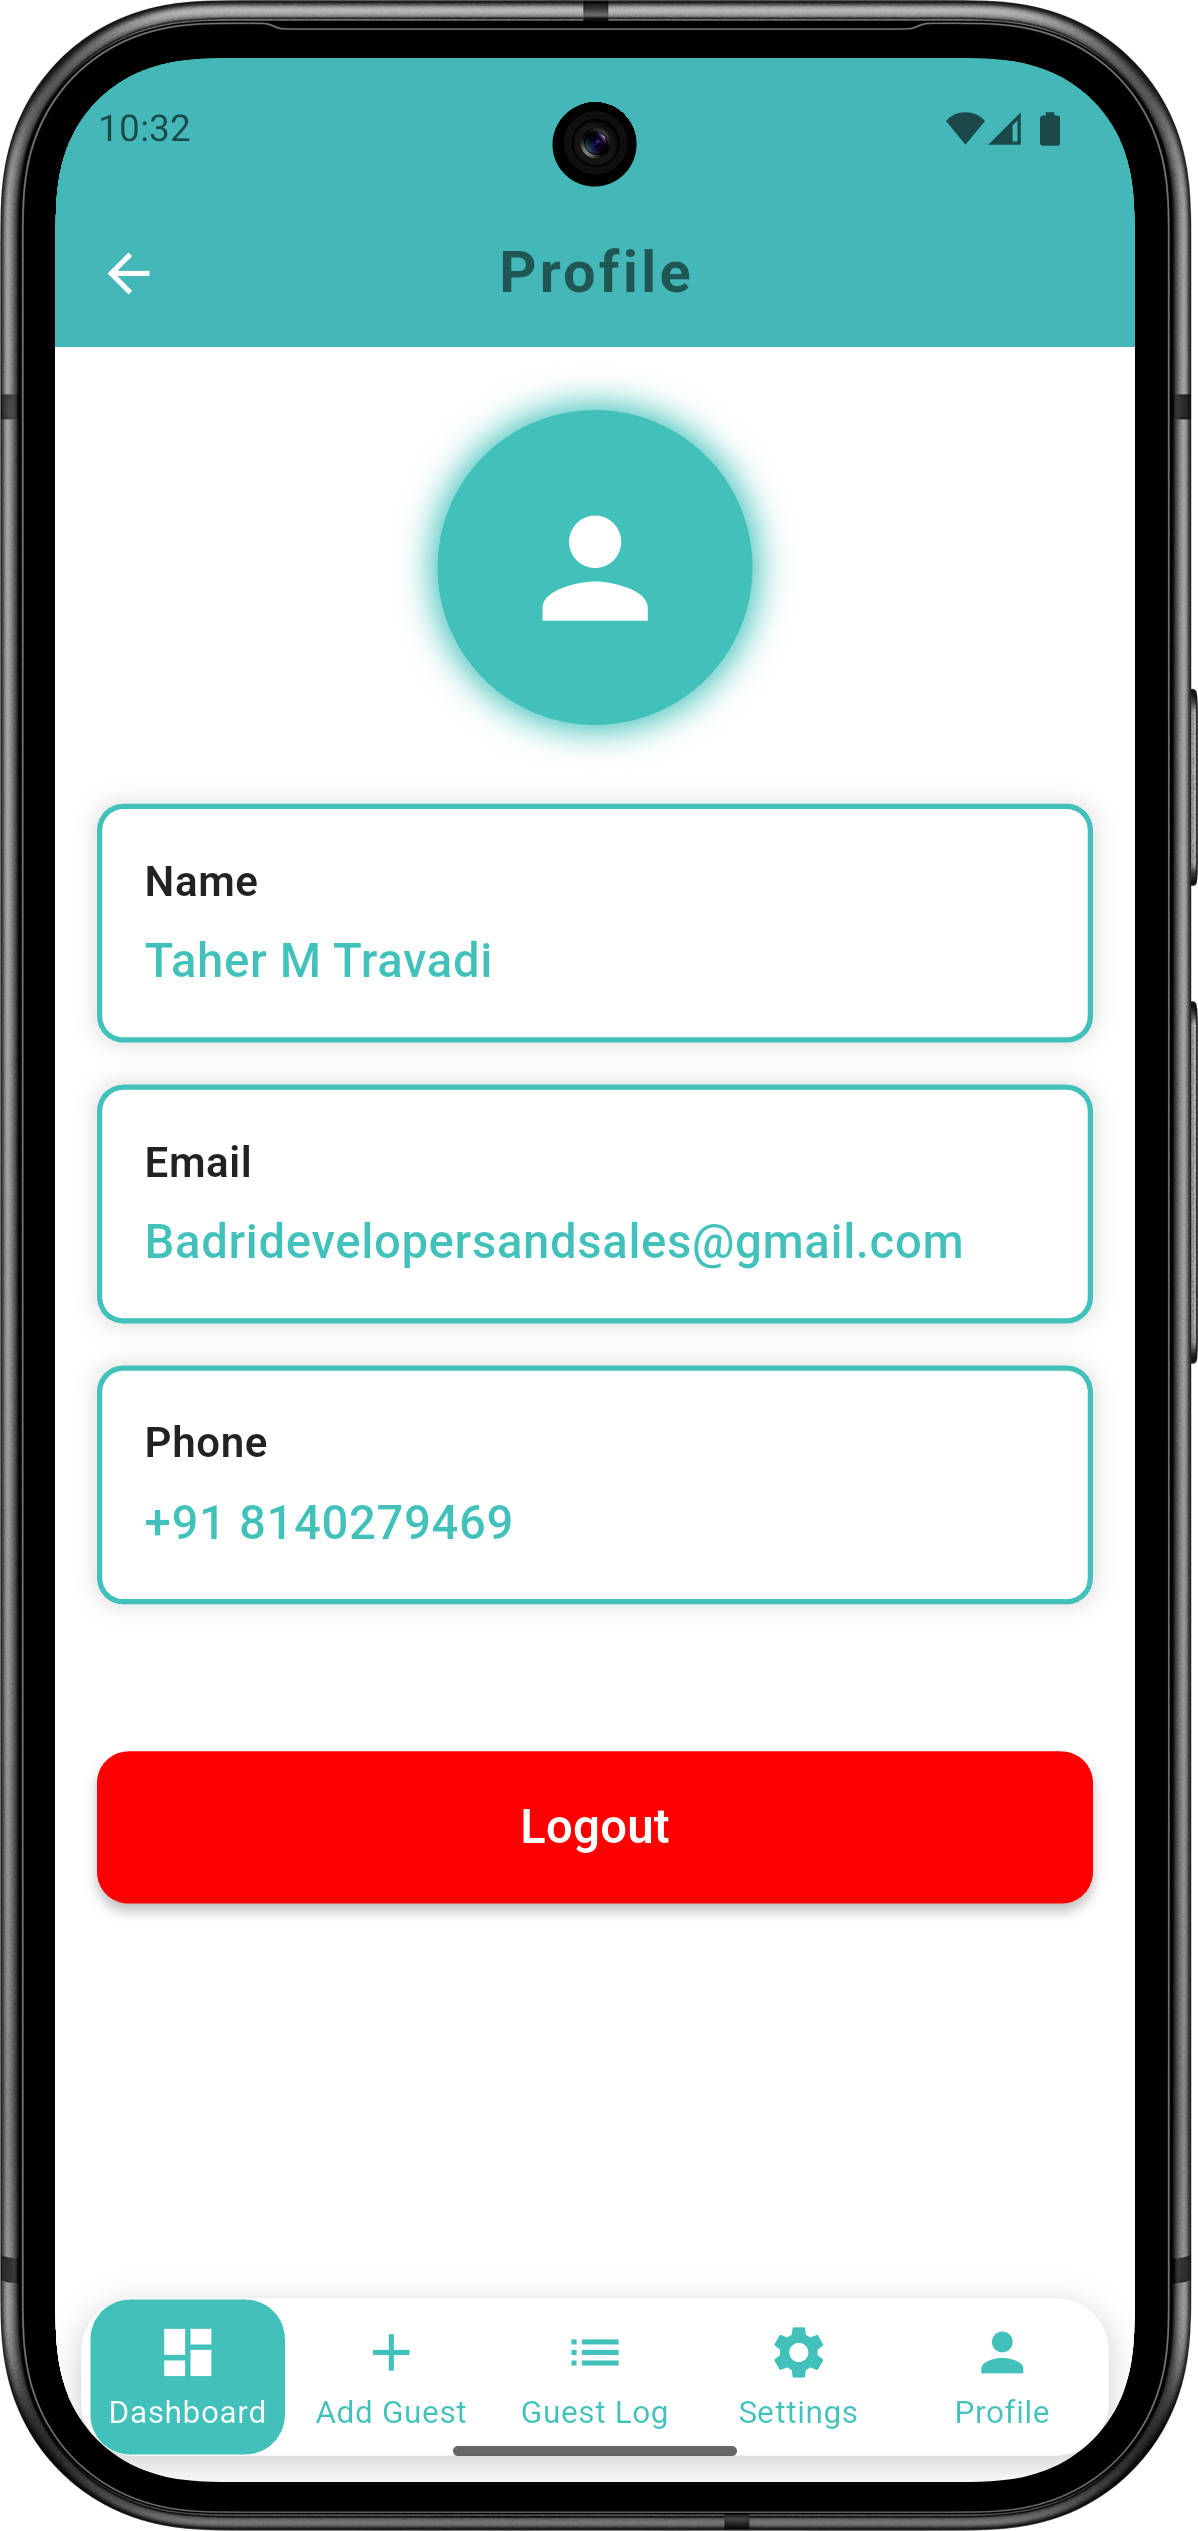 10:32
Profile
Name
Taher M Travadi
Email
Badridevelopersandsales@gmail.com
Phone
+91 8140279469
Logout
Dashboard Add Guest Guest Log Settings Profile